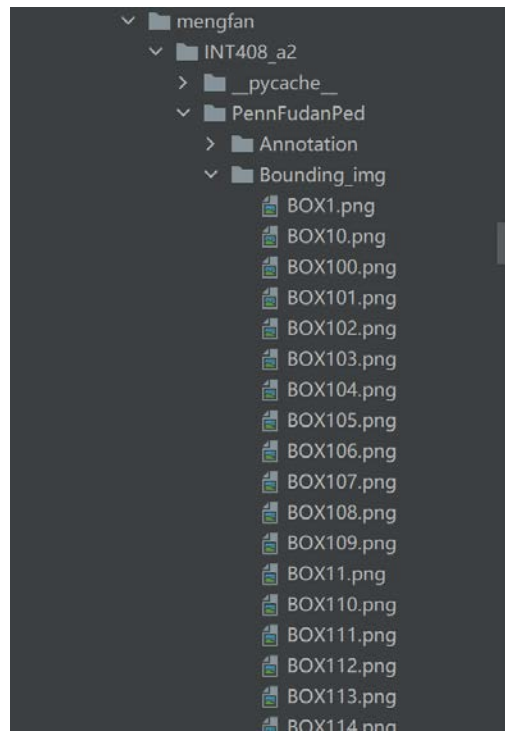 mengfan
INT408_a2
__pycache__
PennFudanPed
Annotation
Bounding_img
BOX1.png
BOX10.png
BOX100.png
BOX101.png
BOX102.png
BOX103.png
BOX104.png
BOX105.png
BOX106.png
BOX107.png
BOX108.png
BOX109.png
BOX11.png
BOX110.png
BOX111.png
BOX112.png
BOX113.png
BOX114.png